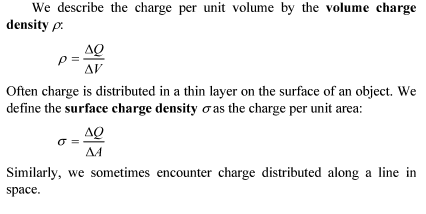 We describe the charge per unit volume by the volume charge
density ρ:
ρ = ΔQ / ΔV
Often charge is distributed in a thin layer on the surface of an object. We
define the surface charge density σ as the charge per unit area:
σ = ΔQ / ΔA
Similarly, we sometimes encounter charge distributed along a line in
space.